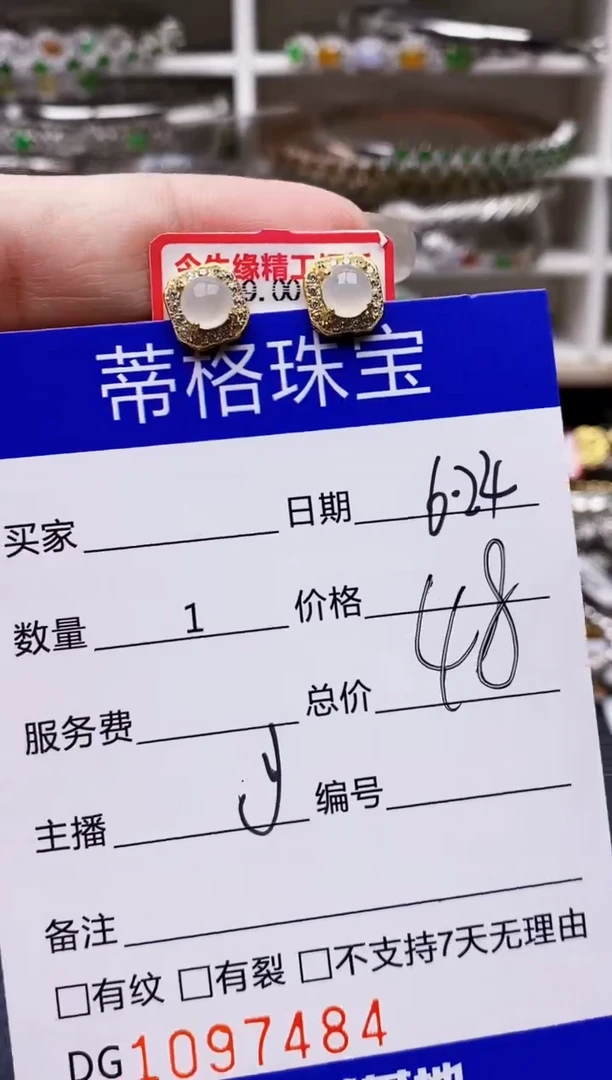 缘精工
9.00
蒂格珠宝
买家 日期 6.24
数量 1 价格 48
服务费 总价
主播 y 编号
备注
□有纹 □有裂 □不支持7天无理由
DG1097484